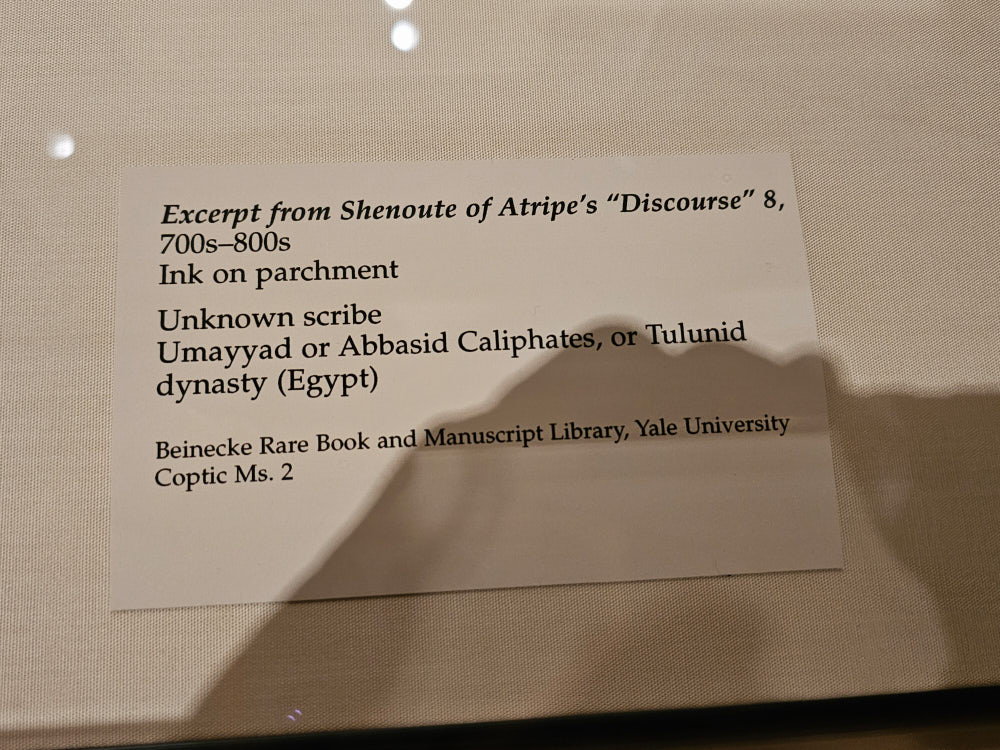 Excerpt from Shenoute of Atripe's “Discourse” 8,
700s–800s
Ink on parchment
Unknown scribe
Umayyad or Abbasid Caliphates, or Tulunid
dynasty (Egypt)
Beinecke Rare Book and Manuscript Library, Yale University
Coptic Ms. 2